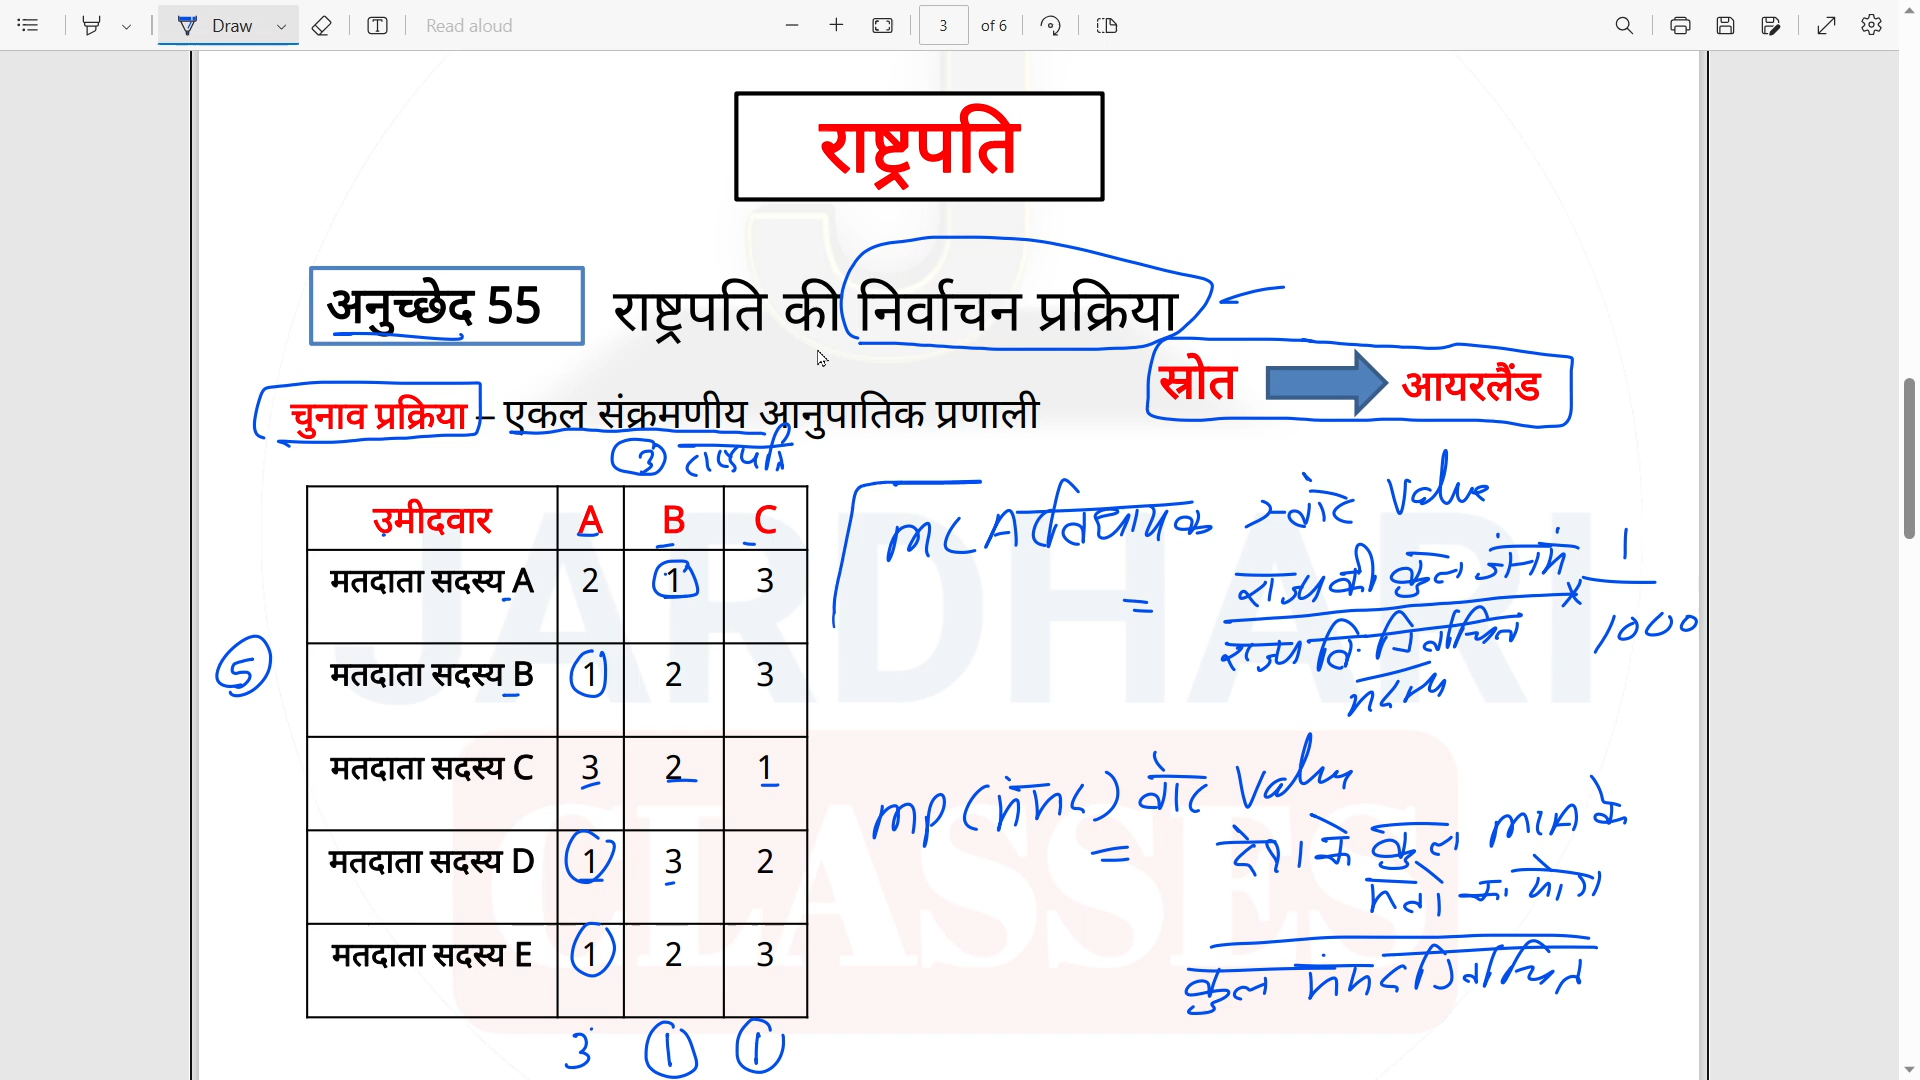 Draw
Read aloud
3 of 6
राष्ट्रपति
अनुच्छेद 55 राष्ट्रपति की निर्वाचन प्रक्रिया
स्रोत आयरलैंड
चुनाव प्रक्रिया – एकल संक्रमणीय आनुपातिक प्रणाली
3 राष्ट्रपति
उम्मीदवार A B C
मतदाता सदस्य A 2 1 3
मतदाता सदस्य B 1 2 3
मतदाता सदस्य C 3 2 1
मतदाता सदस्य D 1 3 2
मतदाता सदस्य E 1 2 3
5
3 1 1
विधायक वोट Value
= राज्य की कुल जनसं × 1
1000
राज्य वि. निर्वाचित
सदस्य
MP (संसद) वोट Value
= देश के कुल MLA के
मतो का योग
कुल संसद निर्वाचित
JARDHARI
CLASSES